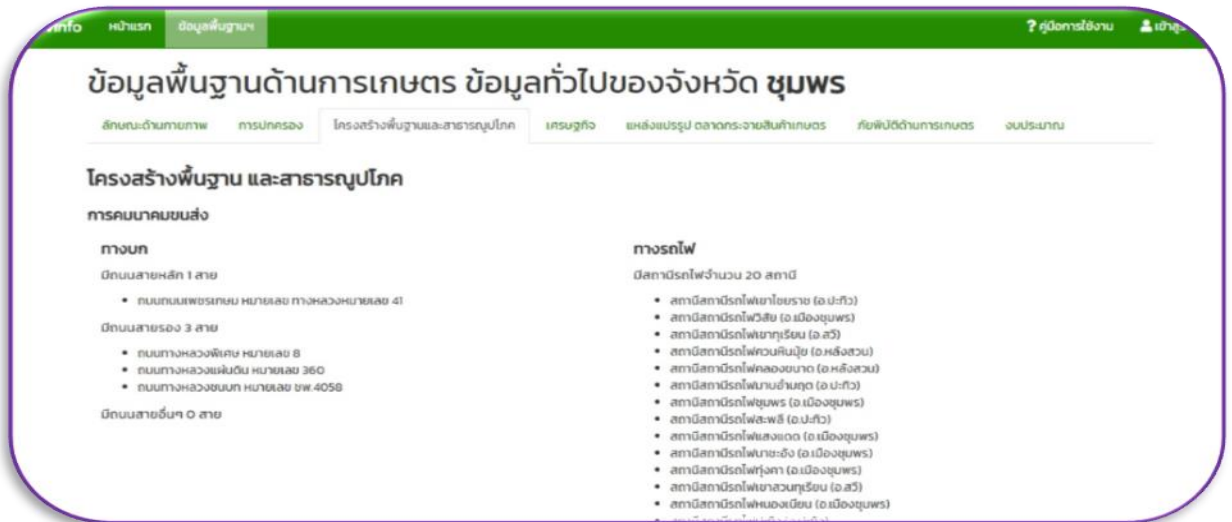 info หน้าแรก ข้อมูลพื้นฐานฯ ? คู่มือการใช้งาน
ข้อมูลพื้นฐานด้านการเกษตร ข้อมูลทั่วไปของจังหวัด ชุมพร
ลักษณะด้านกายภาพ การปกครอง โครงสร้างพื้นฐานและสาธารณูปโภค เศรษฐกิจ แหล่งแปรรูป ตลาดกระจายสินค้าเกษตร ภัยพิบัติด้านการเกษตร งบประมาณ
โครงสร้างพื้นฐาน และสาธารณูปโภค
การคมนาคมขนส่ง
ทางบก
มีถนนสายหลัก 1 สาย
• ถนนถนนเพชรเกษม หมายเลข ทางหลวงหมายเลข 41
มีถนนสายรอง 3 สาย
• ถนนทางหลวงพิเศษ หมายเลข 8
• ถนนทางหลวงแผ่นดิน หมายเลข 360
• ถนนทางหลวงชนบท หมายเลข ชพ.4058
มีถนนสายอื่นๆ 0 สาย
ทางรถไฟ
มีสถานีรถไฟจำนวน 20 สถานี
• สถานีสถานีรถไฟเขาไชยราช (อ.ปะทิว)
• สถานีสถานีรถไฟวิสัย (อ.เมืองชุมพร)
• สถานีสถานีรถไฟเขาทุเรียน (อ.สวี)
• สถานีสถานีรถไฟควนหินมุ้ย (อ.หลังสวน)
• สถานีสถานีรถไฟคลองขนาด (อ.หลังสวน)
• สถานีสถานีรถไฟมาบอำมฤต (อ.ปะทิว)
• สถานีสถานีรถไฟชุมพร (อ.เมืองชุมพร)
• สถานีสถานีรถไฟสะพลี (อ.ปะทิว)
• สถานีสถานีรถไฟแสงแดด (อ.เมืองชุมพร)
• สถานีสถานีรถไฟนาชะอัง (อ.เมืองชุมพร)
• สถานีสถานีรถไฟทุ่งคา (อ.เมืองชุมพร)
• สถานีสถานีรถไฟเขาสวนทุเรียน (อ.สวี)
• สถานีสถานีรถไฟหนองเนียน (อ.เมืองชุมพร)